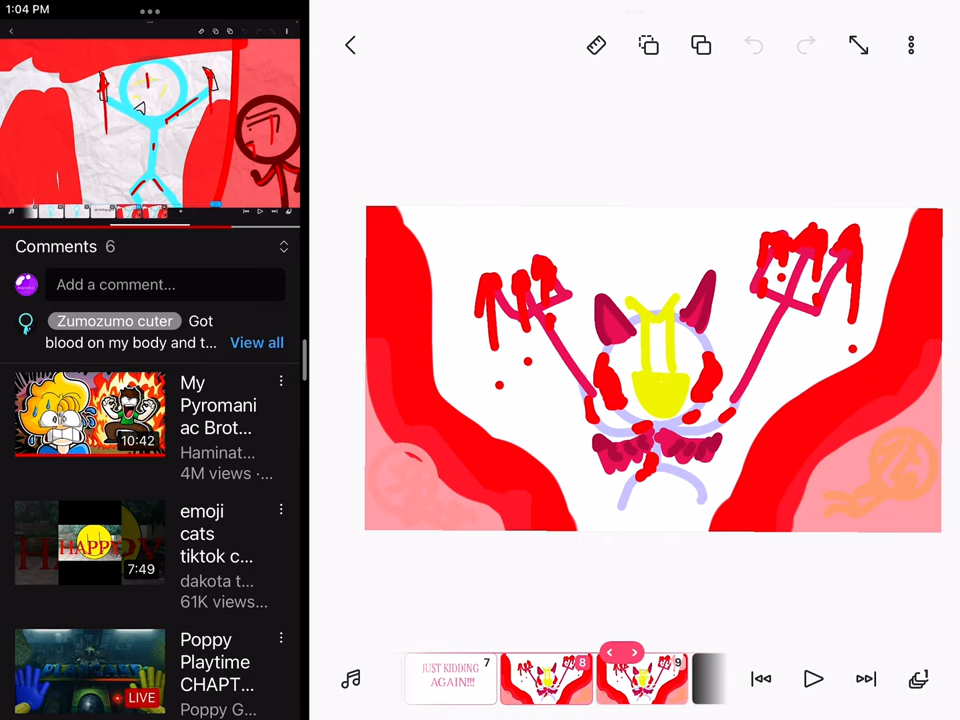 1:04 PM
Comments 6
Add a comment...
Zumozumo cuter Got
blood on my body and t... View all
My
Pyromani
ac Brot...
Haminat...
4M views ·...
10:42
emoji
cats
tiktok c...
dakota t...
61K views...
HAPPY
7:49
Poppy
Playtime
CHAPT...
Poppy G...
LIVE
JUST KIDDING
AGAIN!!!
7
8
9